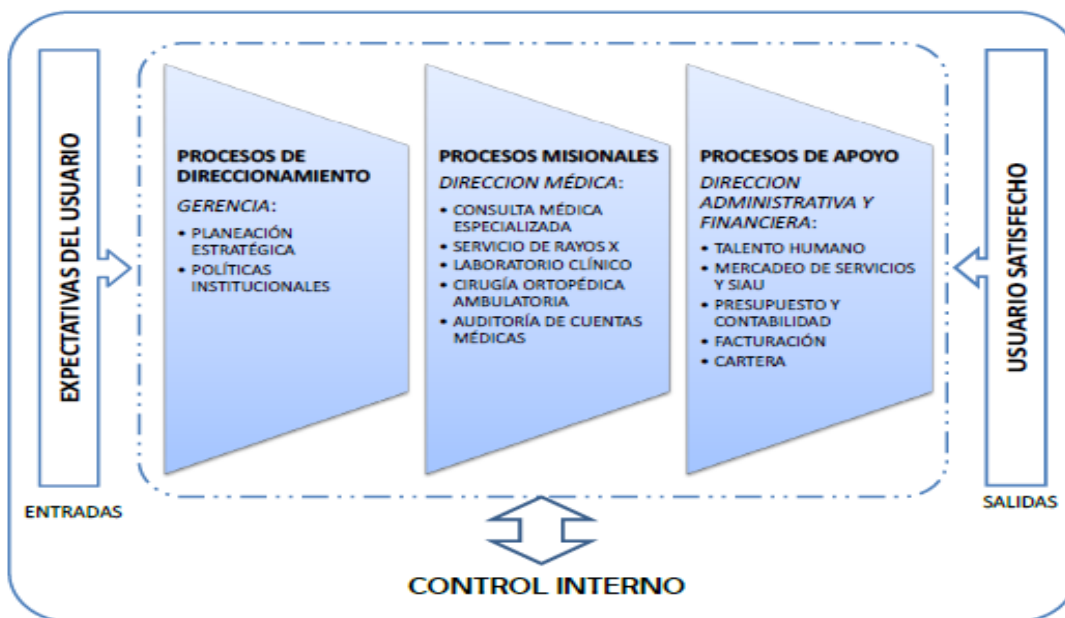 EXPECTATIVAS DEL USUARIO
ENTRADAS
PROCESOS DE
DIRECCIONAMIENTO
GERENCIA:
• PLANEACIÓN
ESTRATÉGICA
• POLÍTICAS
INSTITUCIONALES
PROCESOS MISIONALES
DIRECCION MÉDICA:
• CONSULTA MÉDICA
ESPECIALIZADA
• SERVICIO DE RAYOS X
• LABORATORIO CLÍNICO
• CIRUGÍA ORTOPÉDICA
AMBULATORIA
• AUDITORÍA DE CUENTAS
MÉDICAS
PROCESOS DE APOYO
DIRECCION
ADMINISTRATIVA Y
FINANCIERA:
• TALENTO HUMANO
• MERCADEO DE SERVICIOS
Y SIAU
• PRESUPUESTO Y
CONTABILIDAD
• FACTURACIÓN
• CARTERA
USUARIO SATISFECHO
SALIDAS
CONTROL INTERNO